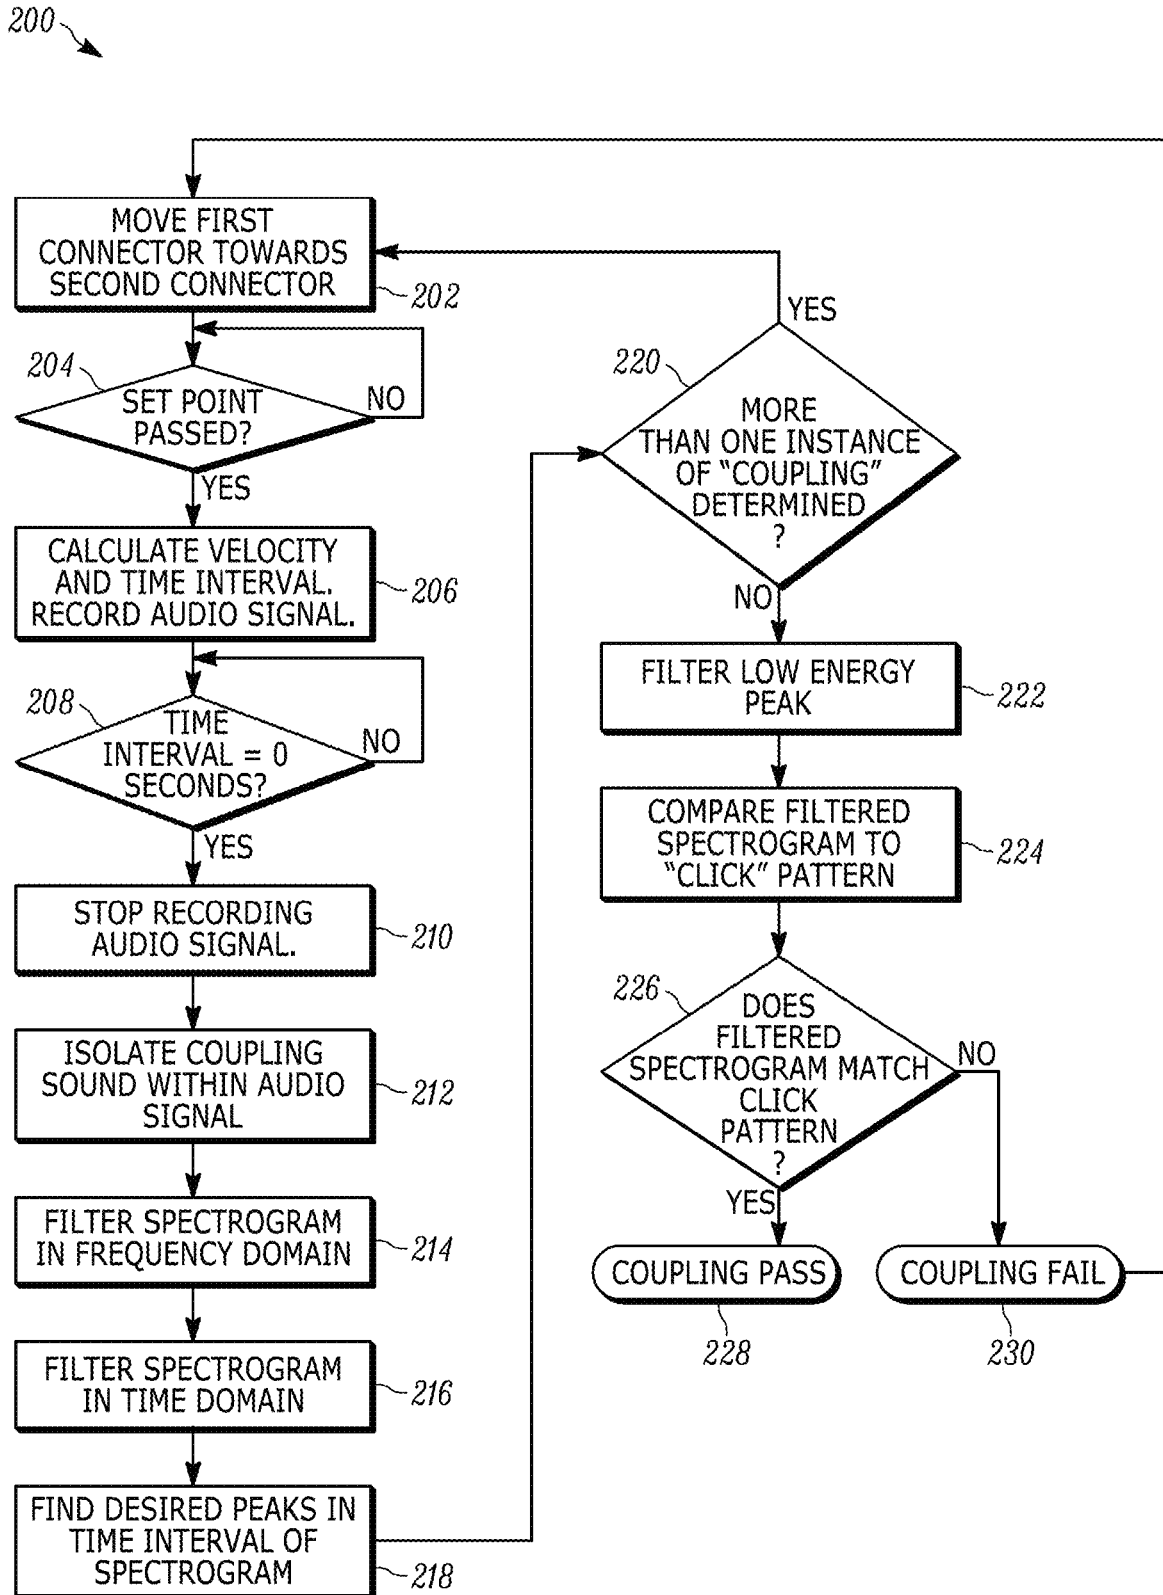 200
MOVE FIRST
CONNECTOR TOWARDS
SECOND CONNECTOR
202
204
SET POINT
PASSED?
NO
YES
CALCULATE VELOCITY
AND TIME INTERVAL.
RECORD AUDIO SIGNAL.
206
208
TIME
INTERVAL = 0
SECONDS?
NO
YES
STOP RECORDING
AUDIO SIGNAL.
210
ISOLATE COUPLING
SOUND WITHIN AUDIO
SIGNAL
212
FILTER SPECTROGRAM
IN FREQUENCY DOMAIN
214
FILTER SPECTROGRAM
IN TIME DOMAIN
216
FIND DESIRED PEAKS IN
TIME INTERVAL OF
SPECTROGRAM
218
YES
220
MORE
THAN ONE INSTANCE
OF “COUPLING”
DETERMINED
?
NO
FILTER LOW ENERGY
PEAK
222
COMPARE FILTERED
SPECTROGRAM TO
“CLICK” PATTERN
224
226
DOES
FILTERED
SPECTROGRAM MATCH
CLICK
PATTERN
?
NO
YES
COUPLING PASS
228
COUPLING FAIL
230